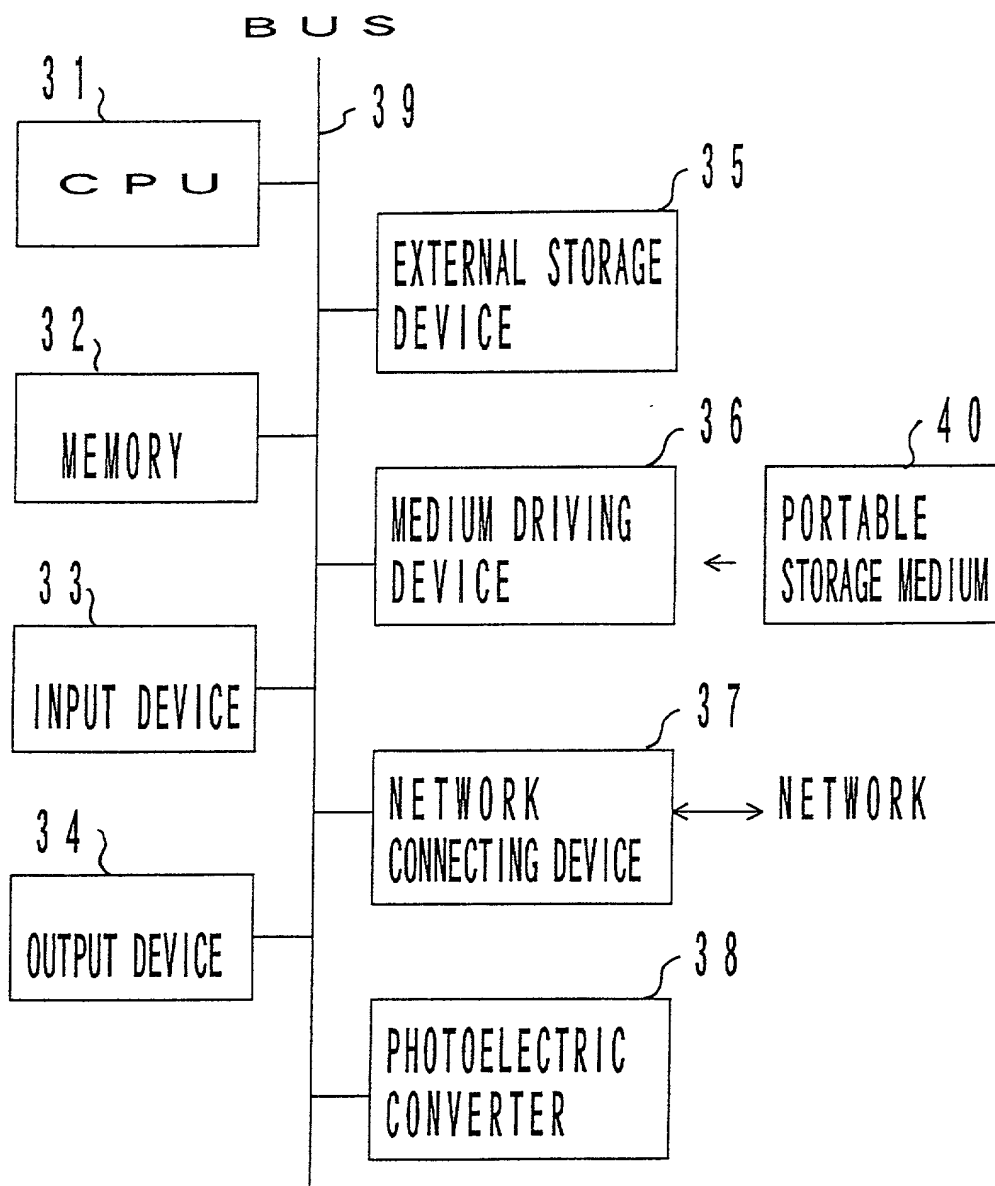 BUS
31
39
CPU
35
EXTERNAL STORAGE
DEVICE
32
MEMORY
36
MEDIUM DRIVING
DEVICE
40
PORTABLE
STORAGE MEDIUM
33
INPUT DEVICE
37
NETWORK
CONNECTING DEVICE
NETWORK
34
OUTPUT DEVICE
38
PHOTOELECTRIC
CONVERTER